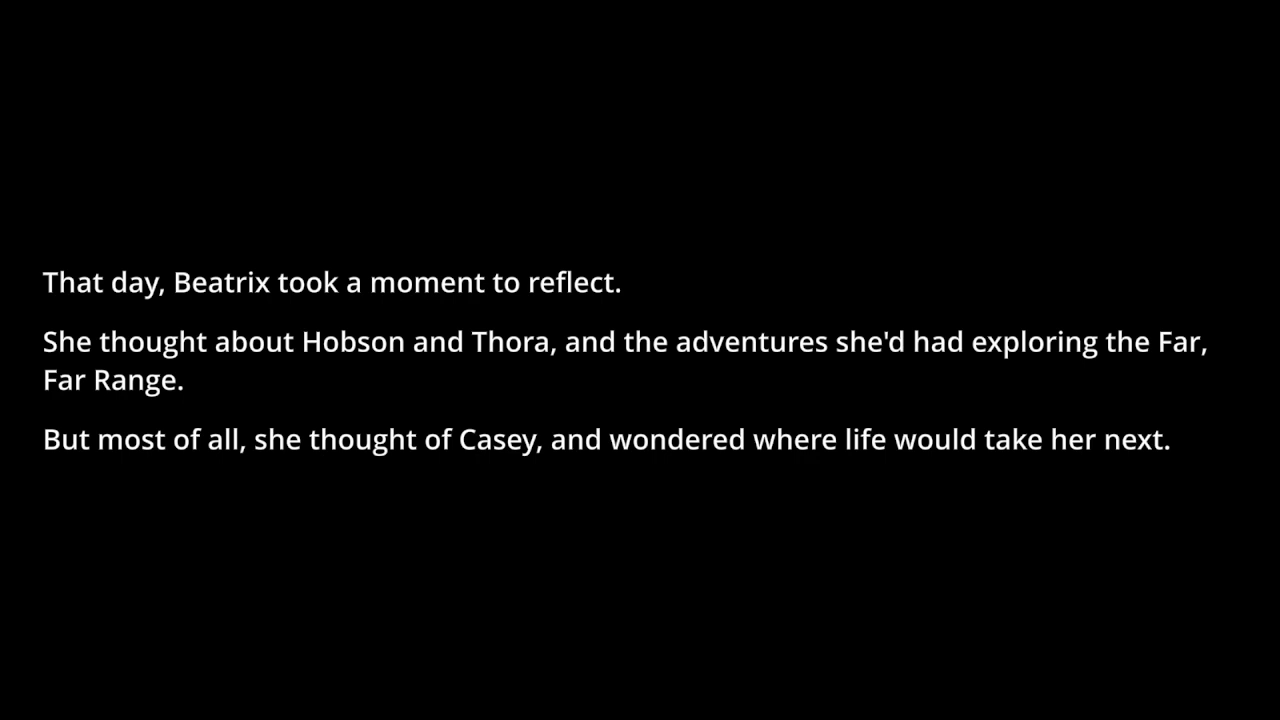 That day, Beatrix took a moment to reflect.
She thought about Hobson and Thora, and the adventures she'd had exploring the Far,
Far Range.
But most of all, she thought of Casey, and wondered where life would take her next.